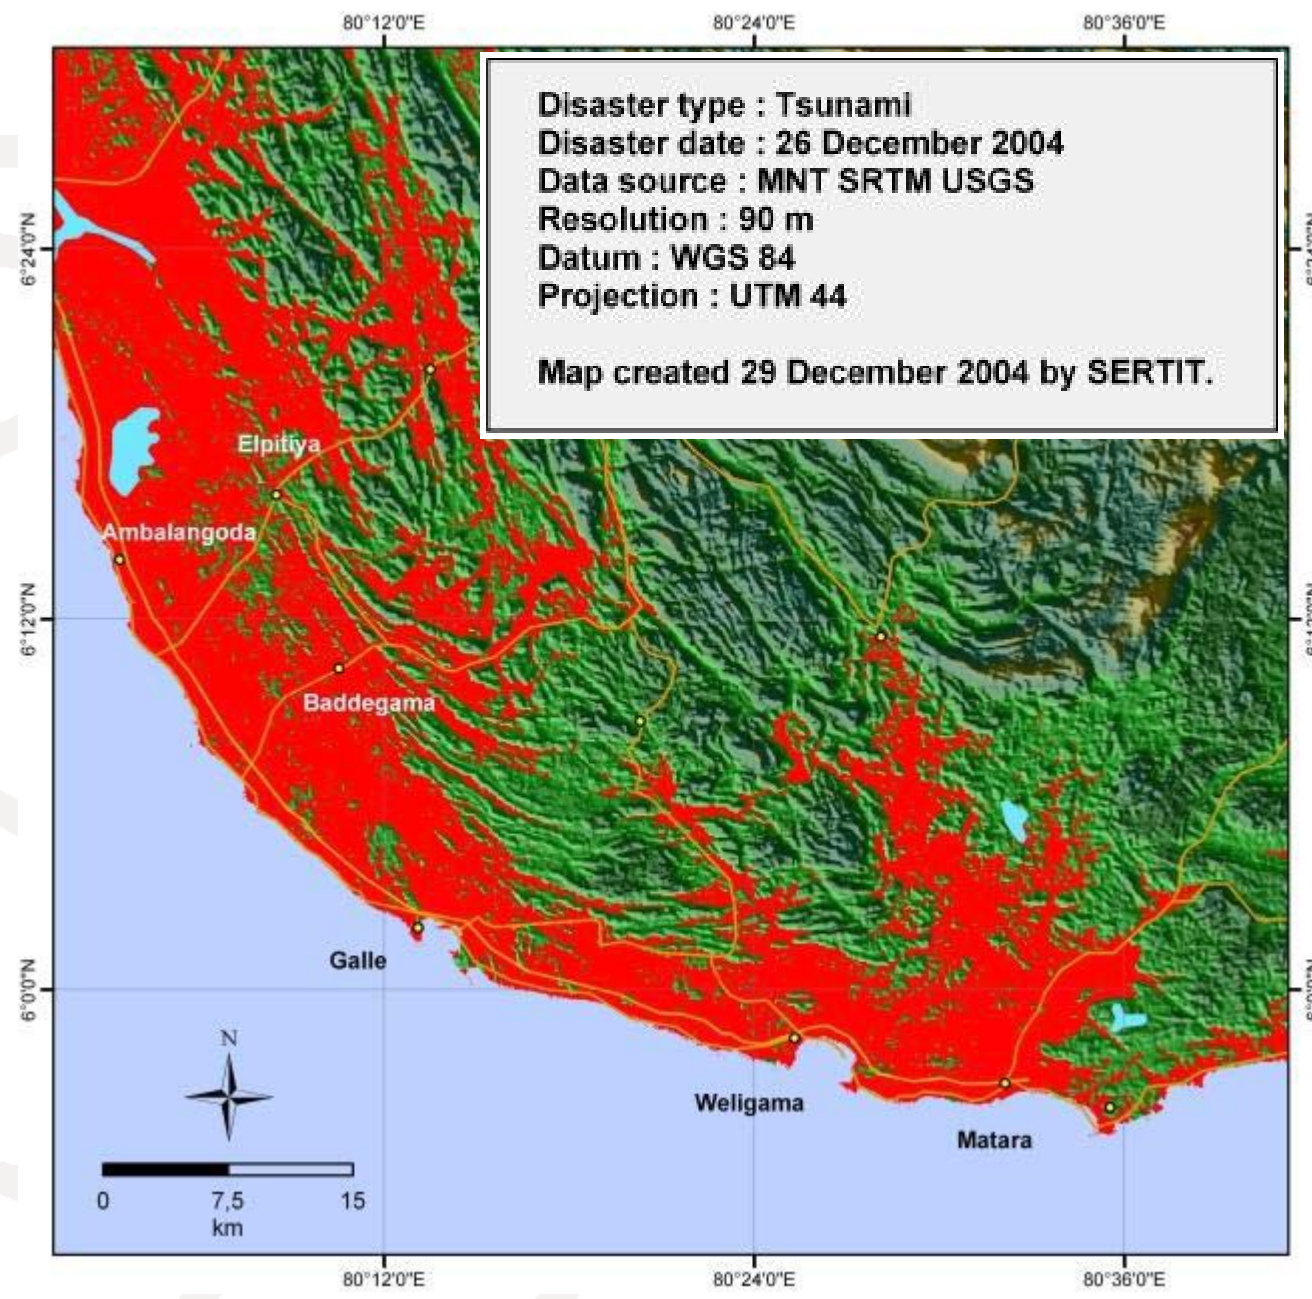 80°12'0"E
80°24'0"E
80°36'0"E
Disaster type : Tsunami
Disaster date : 26 December 2004
Data source : MNT SRTM USGS
Resolution : 90 m
Datum : WGS 84
Projection : UTM 44
Map created 29 December 2004 by SERTIT.
6°24'0"N
Elpitiya
Ambalangoda
6°12'0"N
Baddegama
Galle
6°0'0"N
N
Weligama
Matara
0 7,5 15
km
80°12'0"E
80°24'0"E
80°36'0"E